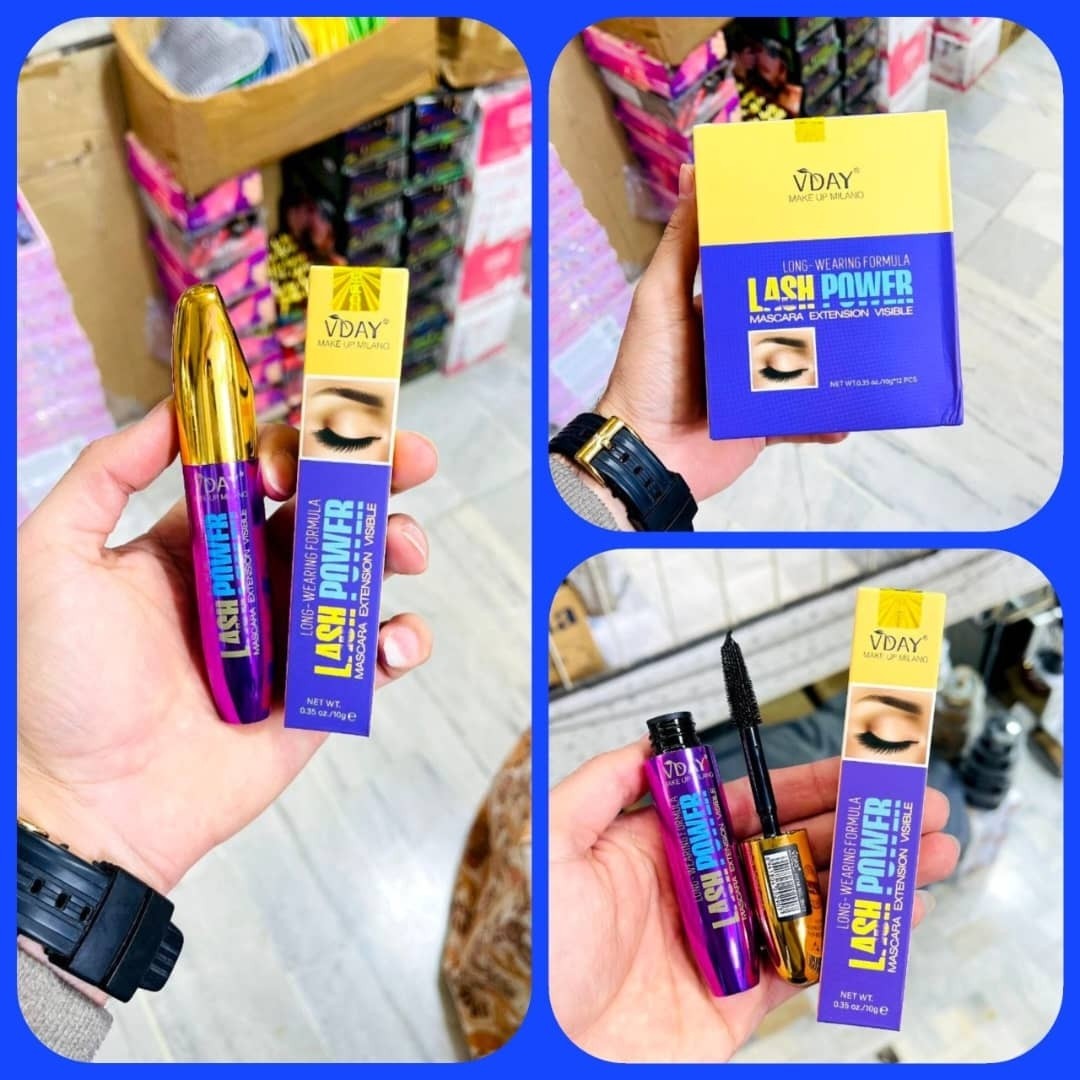 VDAY®
MAKE UP MILANO
LASH POWER
MASCARA EXTENSION VISIBLE
VDAY®
MAKE UP MILANO
LONG-WEARING FORMULA
LASH POWER
MASCARA EXTENSION VISIBLE
NET WT.
0.35 oz./10g e
VDAY®
MAKE UP MILANO
LONG-WEARING FORMULA
LASH POWER
MASCARA EXTENSION VISIBLE
NET WT.0.35 oz./10g*12 PCS
VDAY
MAKE UP MILANO
LONG-WEARING FORMULA
LASH POWER
MASCARA EXTENSION VISIBLE
VDAY®
MAKE UP MILANO
LONG-WEARING FORMULA
LASH POWER
MASCARA EXTENSION VISIBLE
NET WT.
0.35 oz./10g e